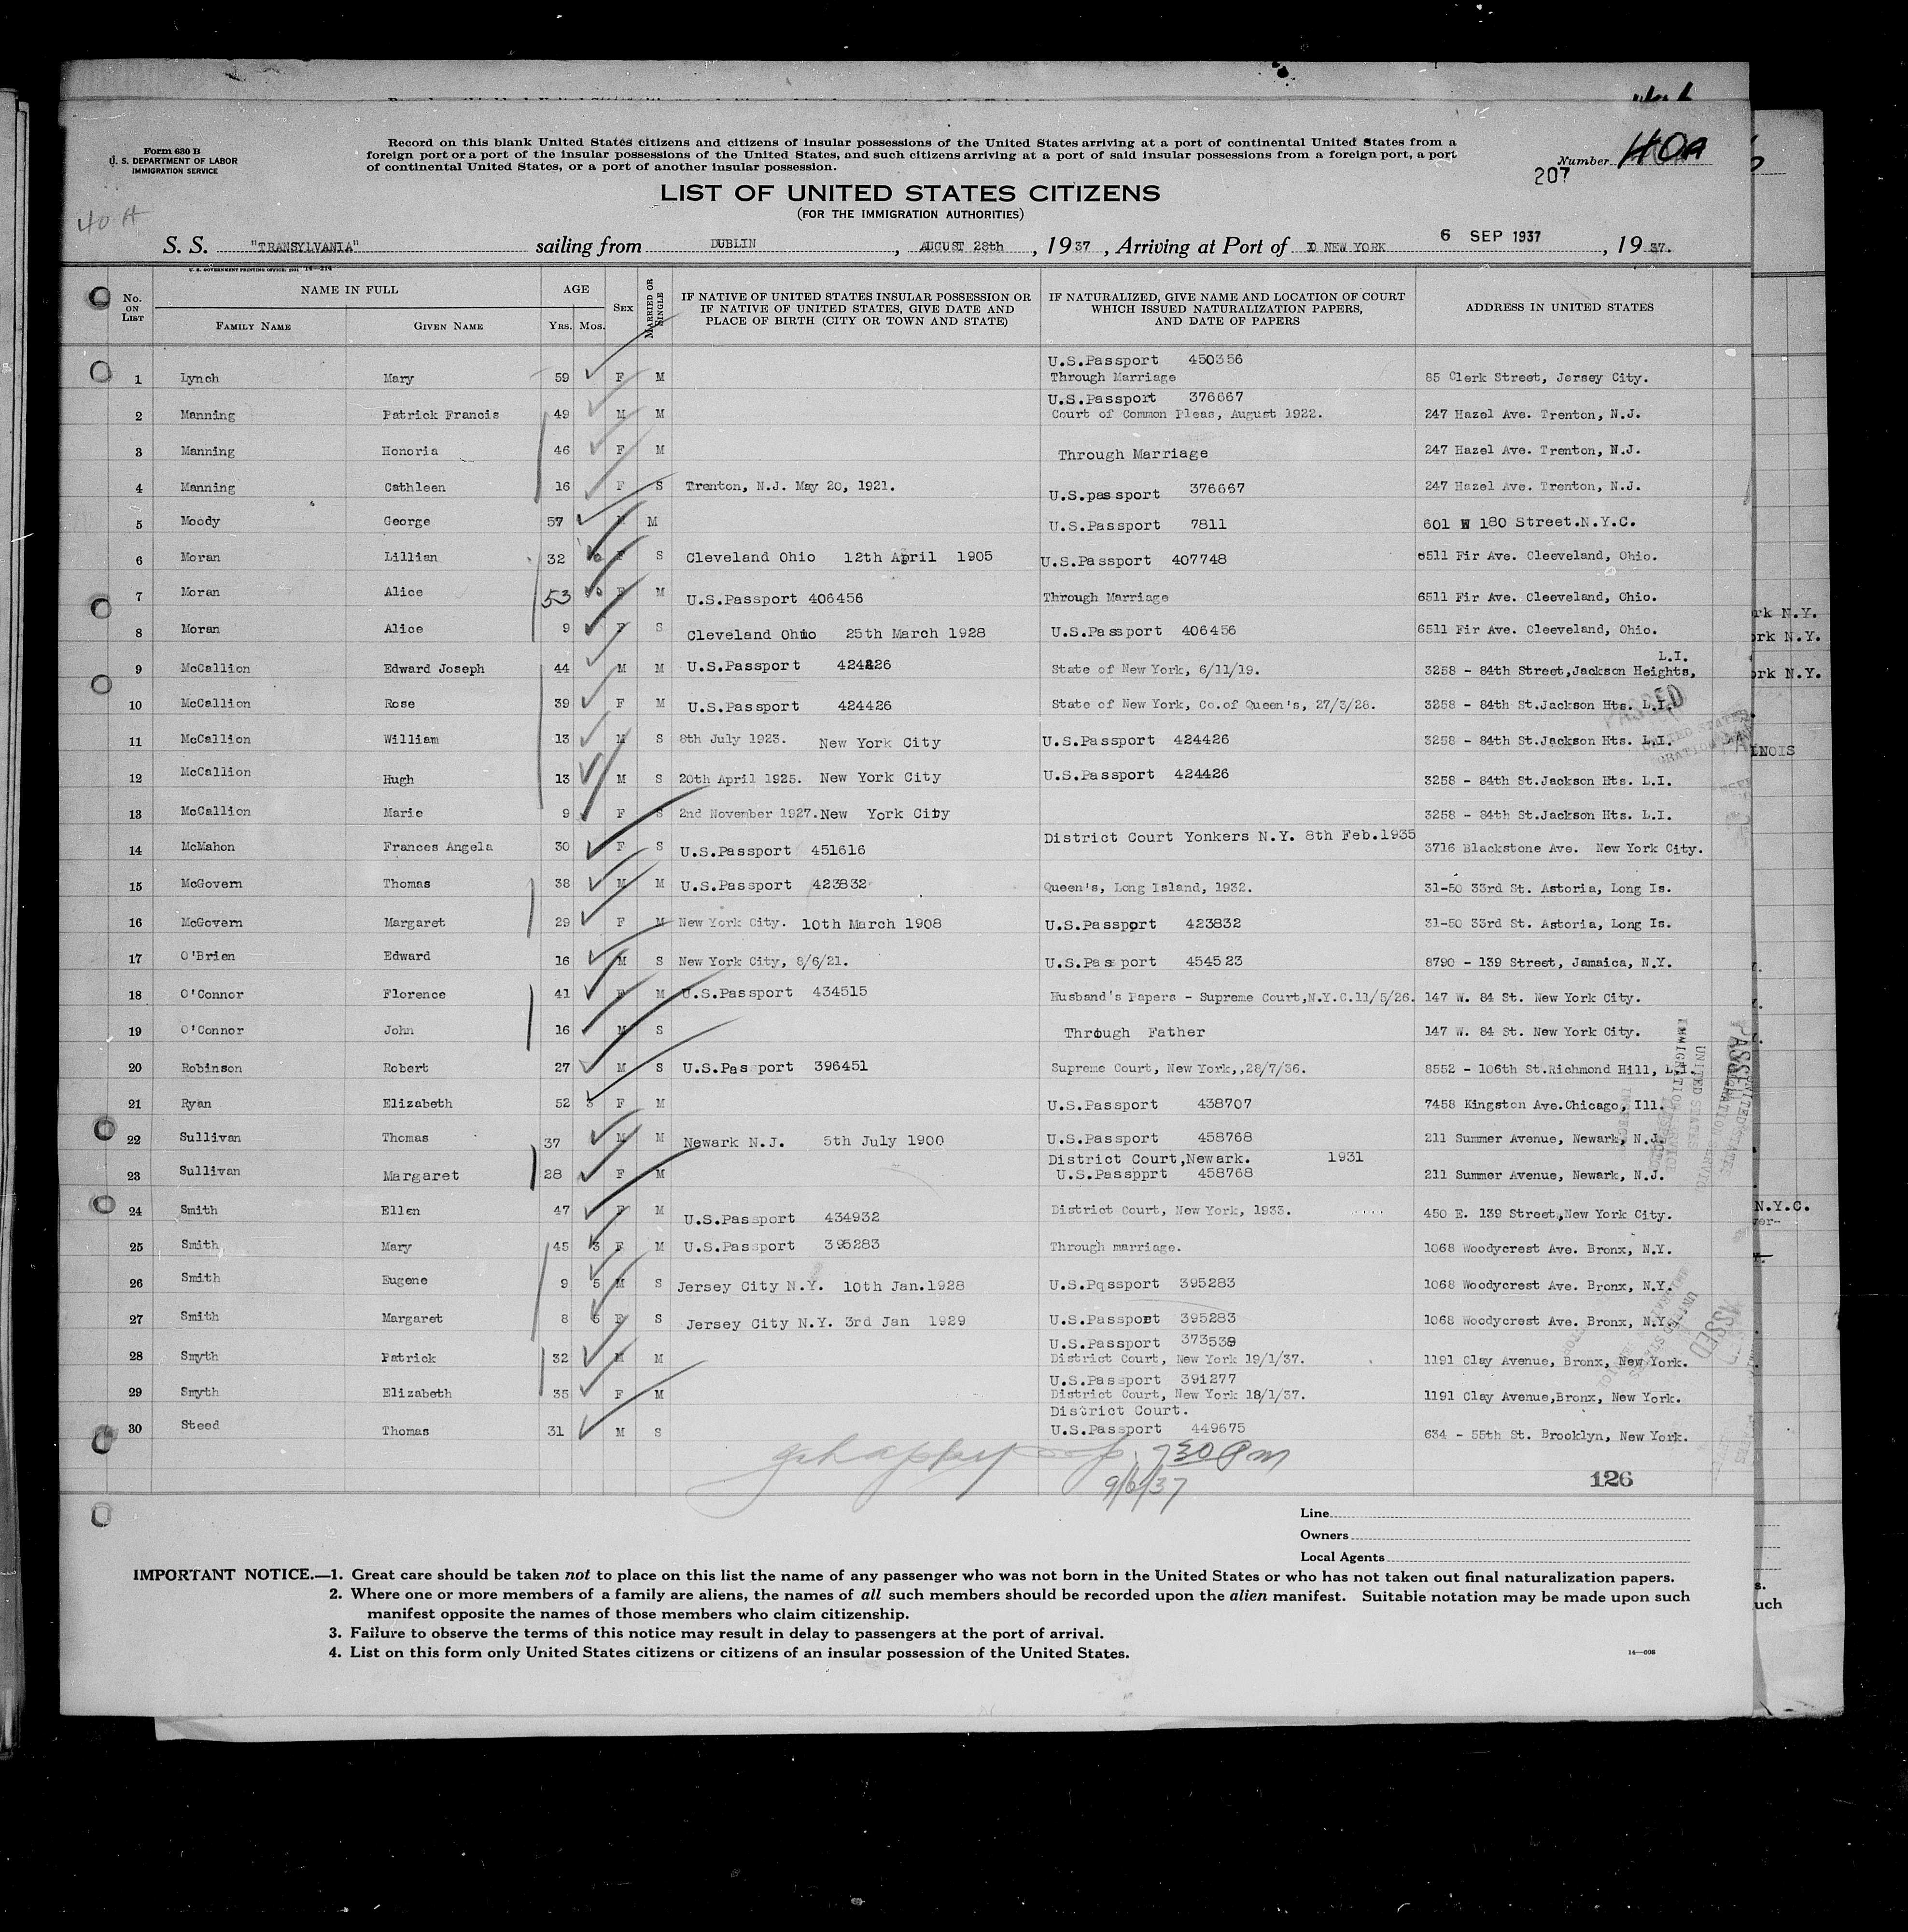 Form 630 B
U. S. DEPARTMENT OF LABOR
IMMIGRATION SERVICE
Record on this blank United States citizens and citizens of insular possessions of the United States arriving at a port of continental United States from a
foreign port or a port of the insular possessions of the United States, and such citizens arriving at a port of said insular possessions from a foreign port, a port
of continental United States, or a port of another insular possession.
Number 40A
207
40 A
LIST OF UNITED STATES CITIZENS
(FOR THE IMMIGRATION AUTHORITIES)
S. S. "TRANSYLVANIA" sailing from DUBLIN, AUGUST 28th, 1937, Arriving at Port of NEW YORK 6 SEP 1937, 1937.
U. S. GOVERNMENT PRINTING OFFICE: 1931 14—214
No. ON LIST NAME IN FULL AGE SEX MARRIED OR SINGLE IF NATIVE OF UNITED STATES INSULAR POSSESSION OR IF NATIVE OF UNITED STATES, GIVE DATE AND PLACE OF BIRTH (CITY OR TOWN AND STATE) IF NATURALIZED, GIVE NAME AND LOCATION OF COURT WHICH ISSUED NATURALIZATION PAPERS, AND DATE OF PAPERS ADDRESS IN UNITED STATES
FAMILY NAME GIVEN NAME YRS. MOS.
U.S.Passport 450356
1 Lynch Mary 59 F M Through Marriage 85 Clerk Street, Jersey City.
U.S.Passport 376667
2 Manning Patrick Francis 49 M M Court of Common Pleas, August 1922. 247 Hazel Ave. Trenton, N.J.
3 Manning Honoria 46 F M Through Marriage 247 Hazel Ave. Trenton, N.J.
4 Manning Cathleen 16 F S Trenton, N.J. May 20, 1921. U.S.passport 376667 247 Hazel Ave. Trenton, N.J.
5 Moody George 57 M M U.S.Passport 7811 601 W 180 Street.N.Y.C.
6 Moran Lillian 32 F S Cleveland Ohio 12th April 1905 U.S.Passport 407748 6511 Fir Ave. Cleeveland, Ohio.
7 Moran Alice 53 F M U.S.Passport 406456 Through Marriage 6511 Fir Ave. Cleeveland, Ohio.
8 Moran Alice 9 F S Cleveland Ohio 25th March 1928 U.S.Passport 406456 6511 Fir Ave. Cleeveland, Ohio.
9 McCallion Edward Joseph 44 M M U.S.Passport 424426 State of New York, 6/11/19. 3258 - 84th Street,Jackson Heights, L.I.
10 McCallion Rose 39 F M U.S.Passport 424426 State of New York, Co.of Queen's, 27/3/28. 3258 - 84th St.Jackson Hts. L.I.
11 McCallion William 13 M S 8th July 1923. New York City U.S.Passport 424426 3258 - 84th St.Jackson Hts. L.I.
12 McCallion Hugh 13 M S 20th April 1925. New York City U.S.Passport 424426 3258 - 84th St.Jackson Hts. L.I.
13 McCallion Marie 9 F S 2nd November 1927.New York City 3258 - 84th St.Jackson Hts. L.I.
14 McMahon Frances Angela 30 F S U.S.Passport 451616 District Court Yonkers N.Y. 8th Feb.1935 3716 Blackstone Ave. New York City.
15 McGovern Thomas 38 M M U.S.Passport 423832 Queen's, Long Island, 1932. 31-50 33rd St. Astoria, Long Is.
16 McGovern Margaret 29 F M New York City. 10th March 1908 U.S.Passport 423832 31-50 33rd St. Astoria, Long Is.
17 O'Brien Edward 16 M S New York City, 8/6/21. U.S.Passport 454523 8790 - 139 Street, Jamaica, N.Y.
18 O'Connor Florence 41 F M U.S.Passport 434515 Husband's Papers - Supreme Court,N.Y.C.11/5/26. 147 W. 84 St. New York City.
19 O'Connor John 16 M S Through Father 147 W. 84 St. New York City.
20 Robinson Robert 27 M S U.S.Passport 396451 Supreme Court, New York,,28/7/36. 8552 - 106th St.Richmond Hill, L.I.
21 Ryan Elizabeth 52 3 F M U.S.Passport 438707 7458 Kingston Ave.Chicago, Ill.
22 Sullivan Thomas 37 M M Newark N.J. 5th July 1900 U.S.Passport 458768 211 Summer Avenue, Newark, N.J.
District Court,Newark. 1931
23 Sullivan Margaret 28 F M U.S.Passpprt 458768 211 Summer Avenue, Newark, N.J.
24 Smith Ellen 47 F M U.S.Passport 434932 District Court, New York, 1933. 450 E. 139 Street,New York City.
25 Smith Mary 45 3 F M U.S.Passport 395283 Through marriage. 1068 Woodycrest Ave. Bronx, N.Y.
26 Smith Eugene 9 5 M S Jersey City N.Y. 10th Jan.1928 U.S.Pqssport 395283 1068 Woodycrest Ave. Bronx, N.Y.
27 Smith Margaret 8 5 F S Jersey City N.Y. 3rd Jan 1929 U.S.Passport 395283 1068 Woodycrest Ave. Bronx, N.Y.
U.S.Passport 373538
28 Smyth Patrick 32 M M District Court, New York 19/1/37. 1191 Clay Avenue, Bronx, New York.
U.S.Passport 391277
29 Smyth Elizabeth 35 F M District Court, New York 18/1/37. 1191 Clay Avenue,Bronx, New York.
District Court.
30 Steed Thomas 31 M S U.S.Passport 449675 634 - 55th St. Brooklyn, New York.
7 30 Pm
9/6/37
126
Line
Owners
Local Agents
IMPORTANT NOTICE.—1. Great care should be taken not to place on this list the name of any passenger who was not born in the United States or who has not taken out final naturalization papers.
2. Where one or more members of a family are aliens, the names of all such members should be recorded upon the alien manifest. Suitable notation may be made upon such
manifest opposite the names of those members who claim citizenship.
3. Failure to observe the terms of this notice may result in delay to passengers at the port of arrival.
4. List on this form only United States citizens or citizens of an insular possession of the United States.